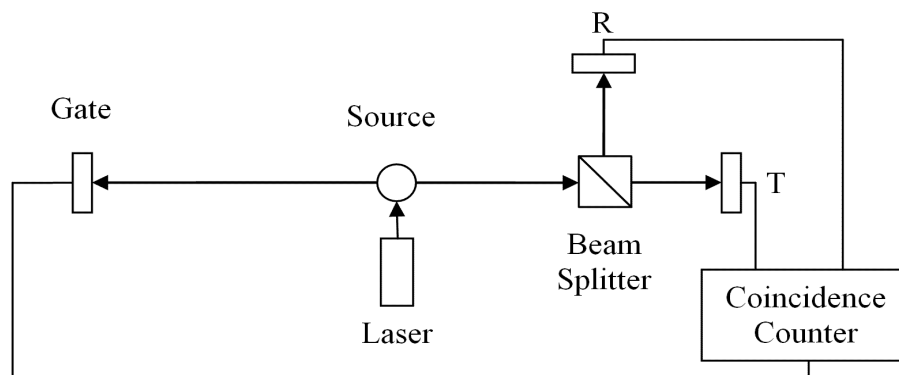 R
Gate
Source
T
Beam
Splitter
Laser
Coincidence
Counter